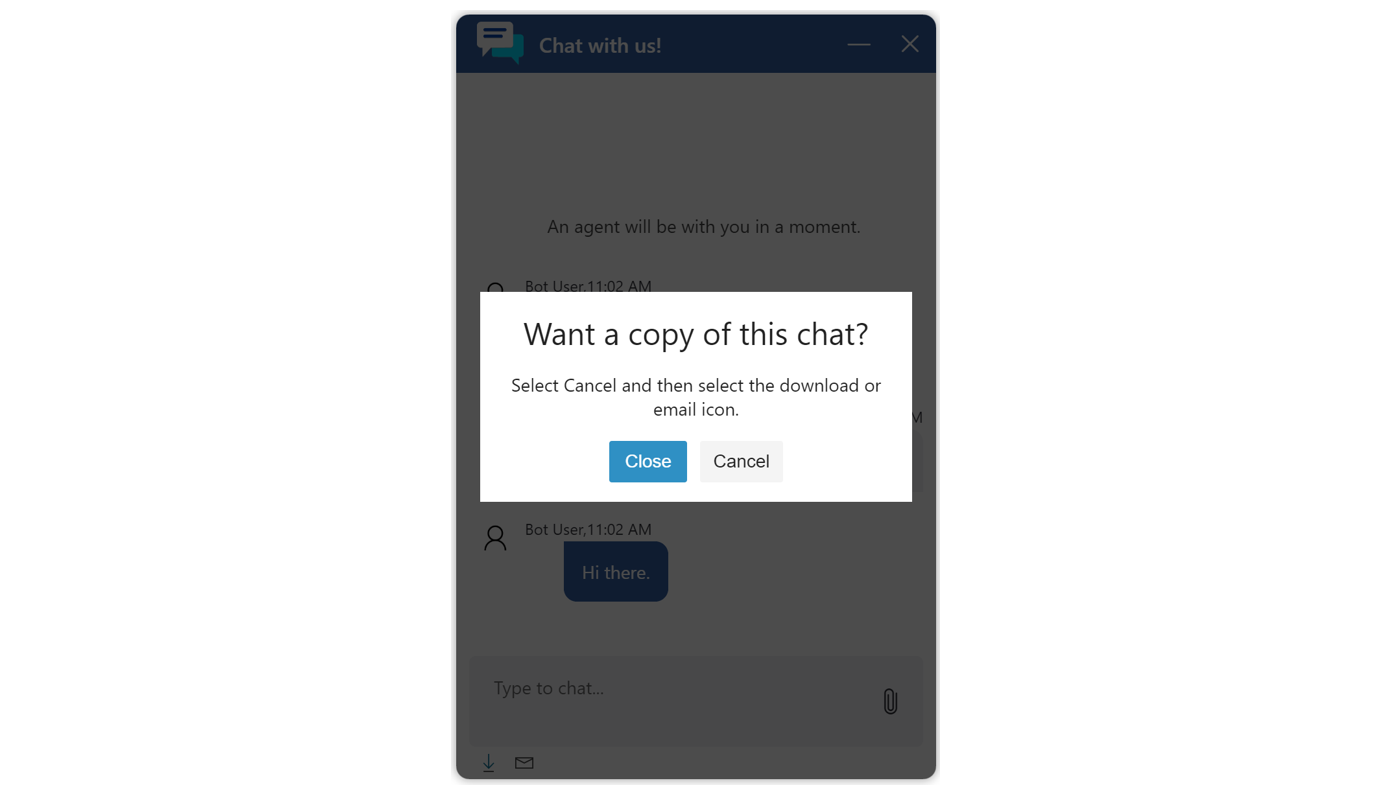 Chat with us!
An agent will be with you in a moment.
Bot User,11:02 AM
Want a copy of this chat?
Select Cancel and then select the download or
email icon.
Close Cancel
Bot User,11:02 AM
Hi there.
Type to chat...